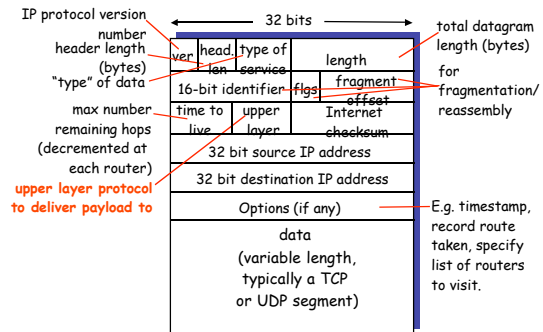 IP protocol version
number
header length
(bytes)
"type" of data
max number
remaining hops
(decremented at
each router)
upper layer protocol
to deliver payload to
32 bits
ver
head.
len
type of
service
length
16-bit identifier
flgs
fragment
offset
time to
live
upper
layer
Internet
checksum
32 bit source IP address
32 bit destination IP address
Options (if any)
data
(variable length,
typically a TCP
or UDP segment)
total datagram
length (bytes)
for
fragmentation/
reassembly
E.g. timestamp,
record route
taken, specify
list of routers
to visit.